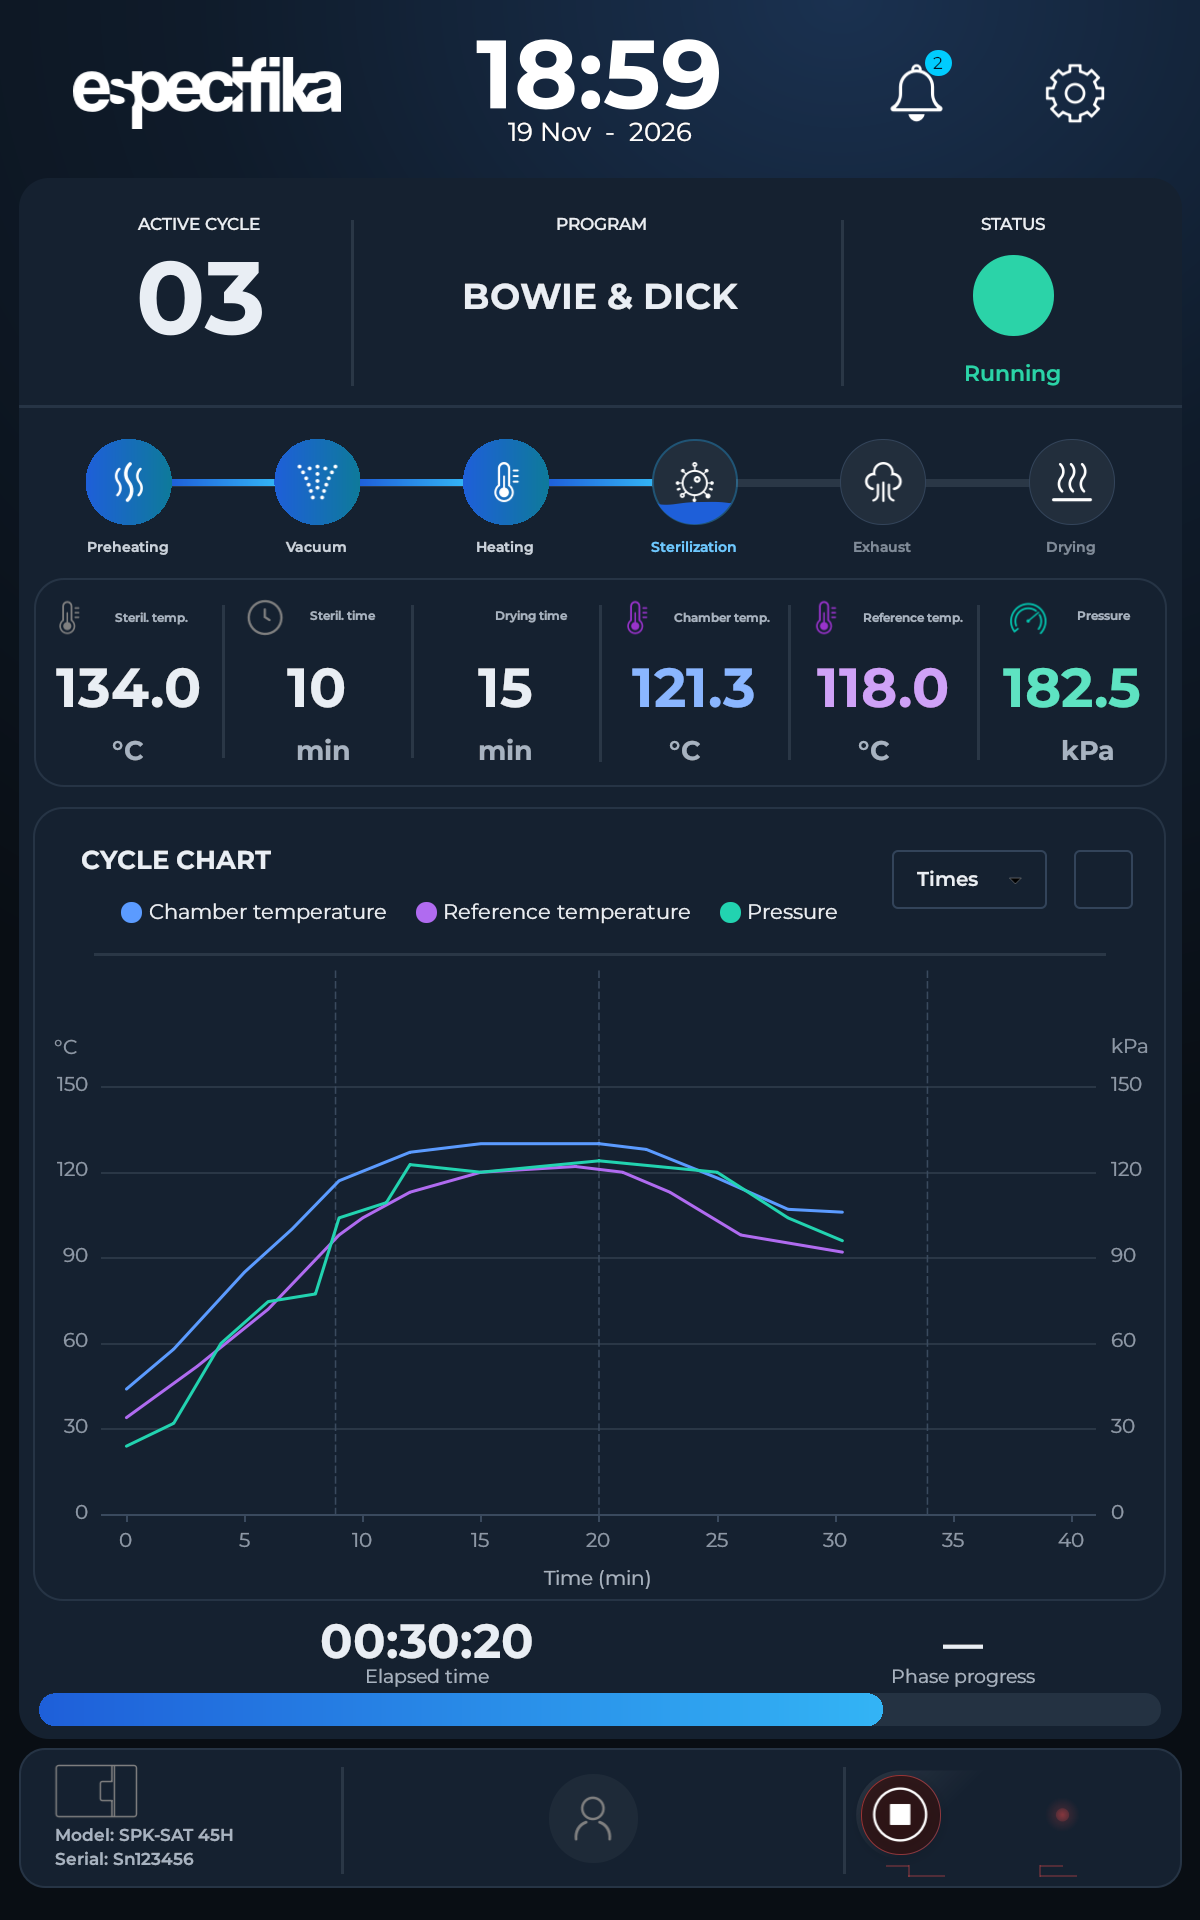 especifika
18:59
19 Nov - 2026
2
ACTIVE CYCLE
03
PROGRAM
BOWIE & DICK
STATUS
Running
Preheating
Vacuum
Heating
Sterilization
Exhaust
Drying
Steril. temp.
134.0
°C
Steril. time
10
min
Drying time
15
min
Chamber temp.
121.3
°C
Reference temp.
118.0
°C
Pressure
182.5
kPa
CYCLE CHART
Times
Chamber temperature
Reference temperature
Pressure
°C
kPa
150
150
120
120
90
90
60
60
30
30
0
0
0 5 10 15 20 25 30 35 40
Time (min)
00:30:20
Elapsed time
—
Phase progress
Model: SPK-SAT 45H
Serial: Sn123456